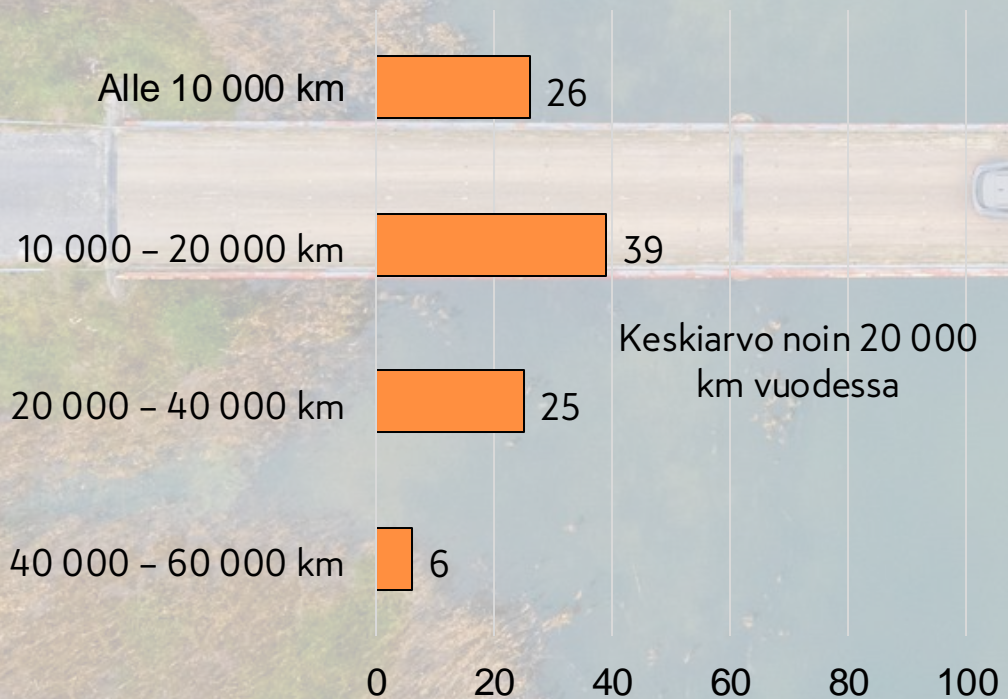 Alle 10 000 km
26
10 000 – 20 000 km
39
Keskiarvo noin 20 000
km vuodessa
20 000 – 40 000 km
25
40 000 – 60 000 km
6
0 20 40 60 80 100